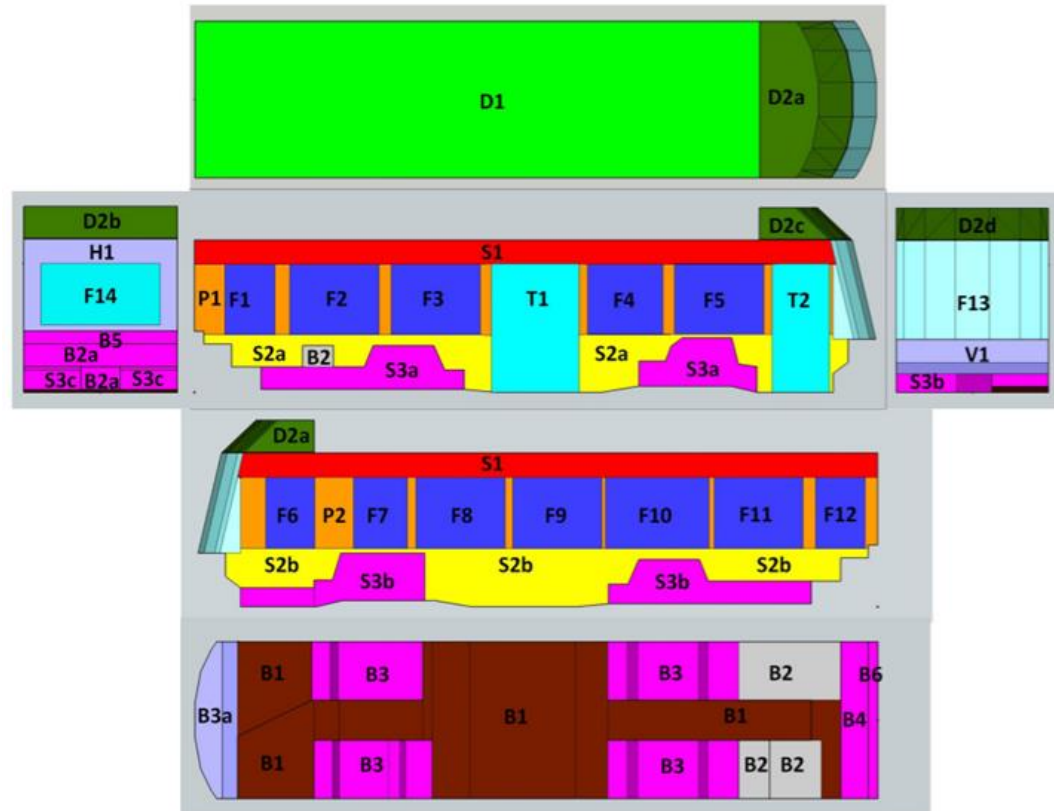 D1
D2a
D2b
H1
F14
B5
B2a
S3c
B2a
S3c
D2c
S1
P1
F1
F2
F3
T1
F4
F5
T2
S2a
B2
S3a
S2a
S3a
D2d
F13
V1
S3b
D2a
S1
F6
P2
F7
F8
F9
F10
F11
F12
S2b
S3b
S2b
S3b
S2b
B1
B3
B3
B2
B6
B3a
B1
B1
B4
B1
B3
B3
B2
B2